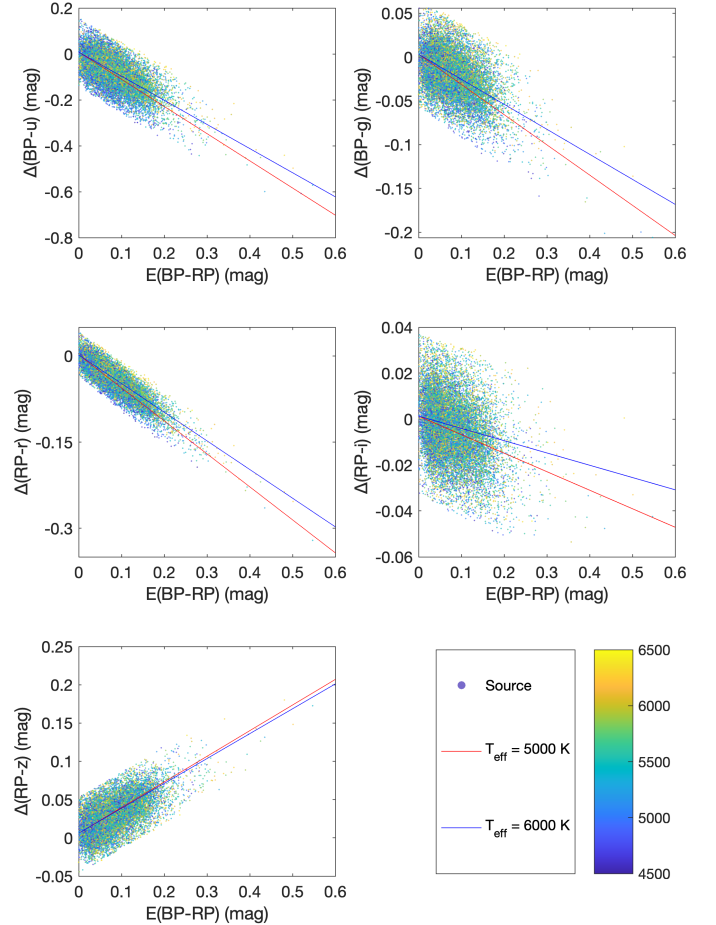 0.2
0
-0.2
-0.4
-0.6
-0.8
Δ(BP-u) (mag)
0 0.1 0.2 0.3 0.4 0.5 0.6
E(BP-RP) (mag)
0.05
0
-0.05
-0.1
-0.15
-0.2
Δ(BP-g) (mag)
0 0.1 0.2 0.3 0.4 0.5 0.6
E(BP-RP) (mag)
0
-0.15
-0.3
Δ(RP-r) (mag)
0 0.1 0.2 0.3 0.4 0.5 0.6
E(BP-RP) (mag)
0.04
0.02
0
-0.02
-0.04
-0.06
Δ(RP-i) (mag)
0 0.1 0.2 0.3 0.4 0.5 0.6
E(BP-RP) (mag)
0.25
0.2
0.15
0.1
0.05
0
-0.05
Δ(RP-z) (mag)
0 0.1 0.2 0.3 0.4 0.5 0.6
E(BP-RP) (mag)
Source
T_eff = 5000 K
T_eff = 6000 K
6500
6000
5500
5000
4500